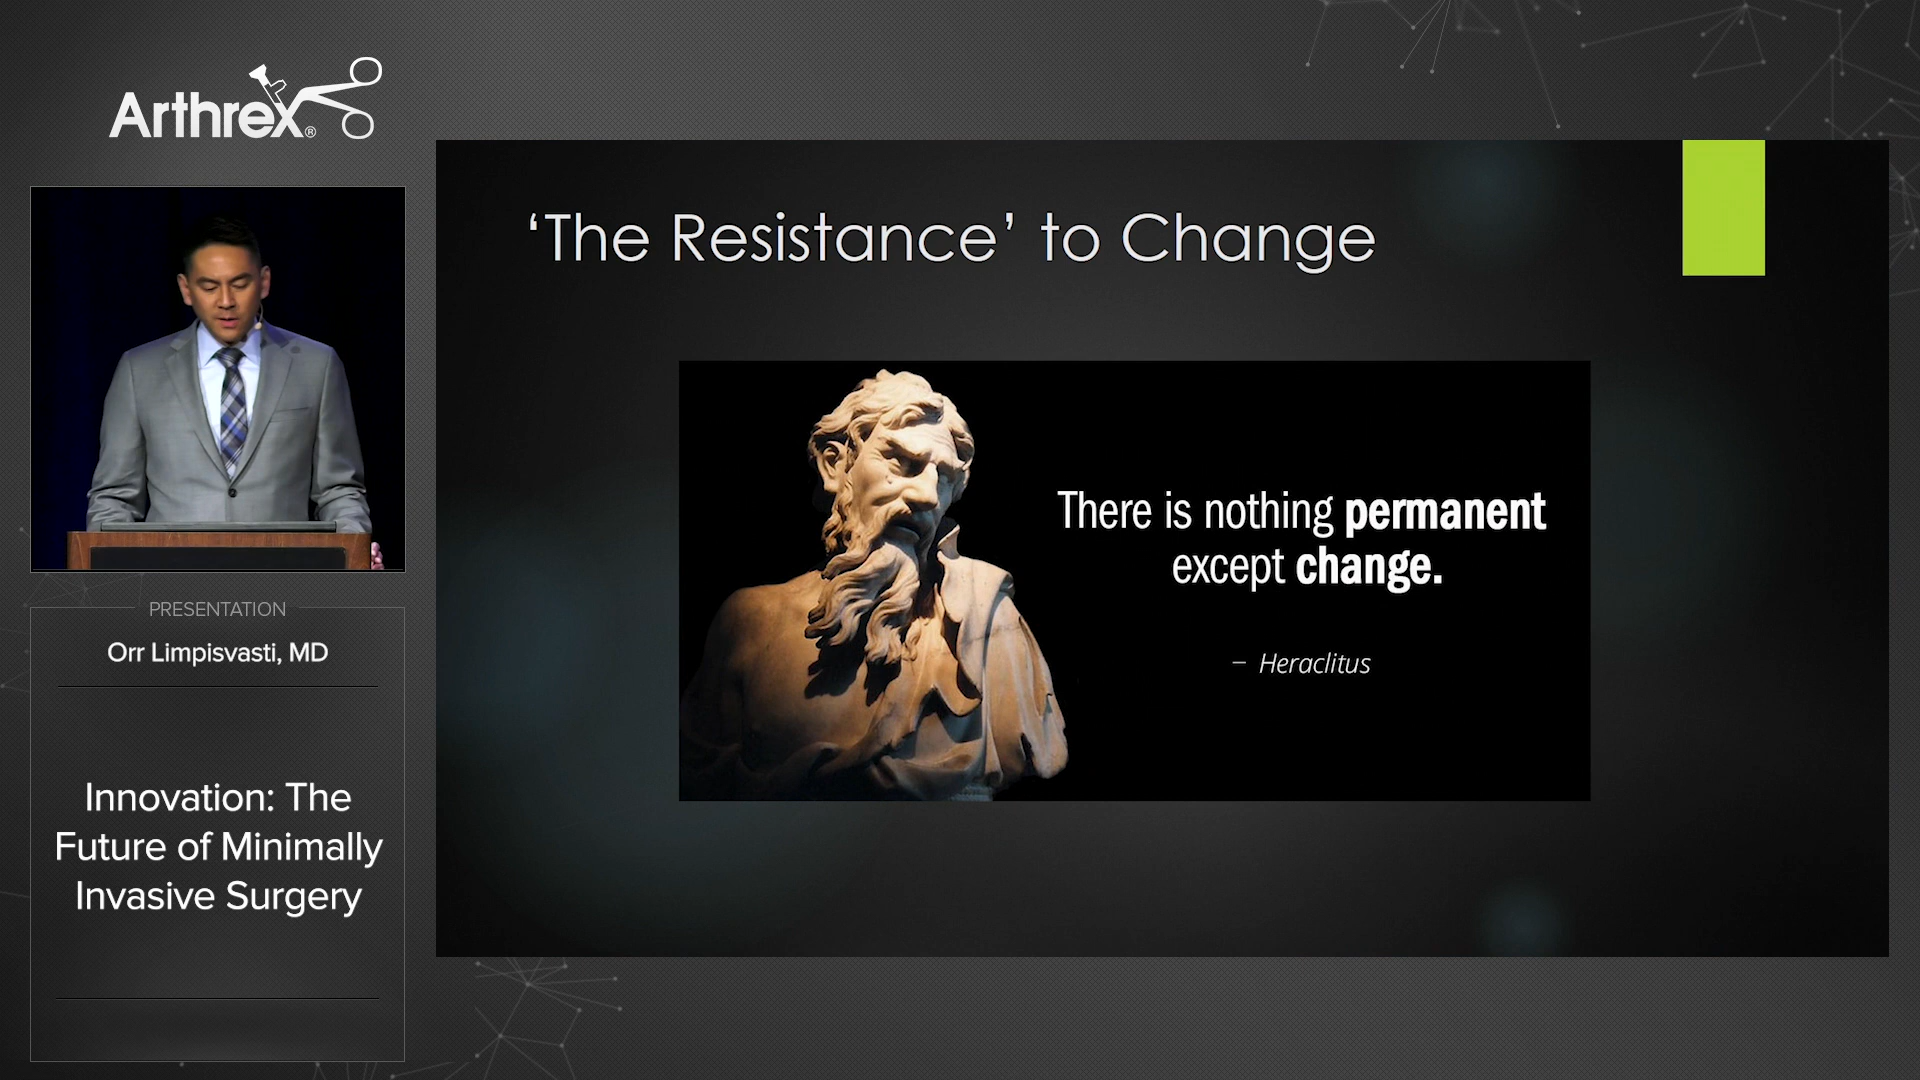 Arthrex®
PRESENTATION
Orr Limpisvasti, MD
Innovation: The
Future of Minimally
Invasive Surgery
‘The Resistance’ to Change
There is nothing permanent
except change.
– Heraclitus